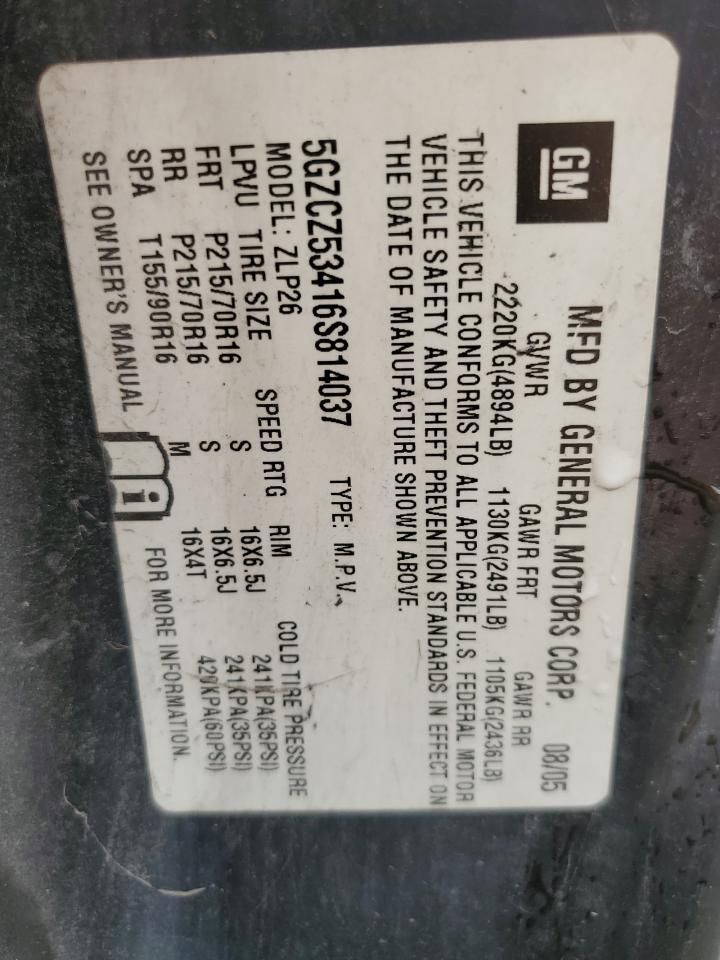 GM
MFD BY GENERAL MOTORS CORP. 08/05
GVWR GAWR FRT GAWR RR
2220KG(4894LB) 1130KG(2491LB) 1105KG(2436LB)
THIS VEHICLE CONFORMS TO ALL APPLICABLE U.S. FEDERAL MOTOR
VEHICLE SAFETY AND THEFT PREVENTION STANDARDS IN EFFECT ON
THE DATE OF MANUFACTURE SHOWN ABOVE.
5GZCZ53416S814037 TYPE: M.P.V.
MODEL: ZLP26
LPVU TIRE SIZE SPEED RTG RIM COLD TIRE PRESSURE
FRT P215/70R16 S 16X6.5J 241KPA(35PSI)
RR P215/70R16 S 16X6.5J 241KPA(35PSI)
SPA T155/90R16 M 16X4T 420KPA(60PSI)
SEE OWNER'S MANUAL i FOR MORE INFORMATION.